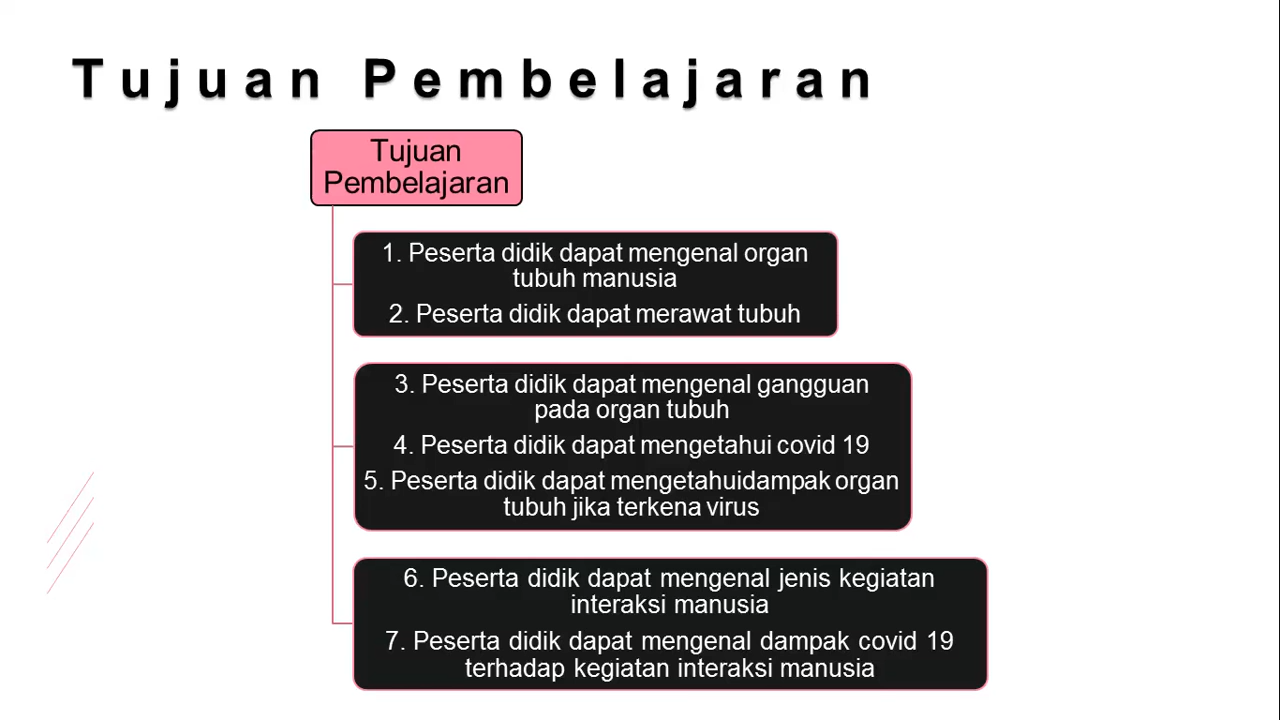 Tujuan Pembelajaran
Tujuan
Pembelajaran
1. Peserta didik dapat mengenal organ
tubuh manusia
2. Peserta didik dapat merawat tubuh
3. Peserta didik dapat mengenal gangguan
pada organ tubuh
4. Peserta didik dapat mengetahui covid 19
5. Peserta didik dapat mengetahuidampak organ
tubuh jika terkena virus
6. Peserta didik dapat mengenal jenis kegiatan
interaksi manusia
7. Peserta didik dapat mengenal dampak covid 19
terhadap kegiatan interaksi manusia